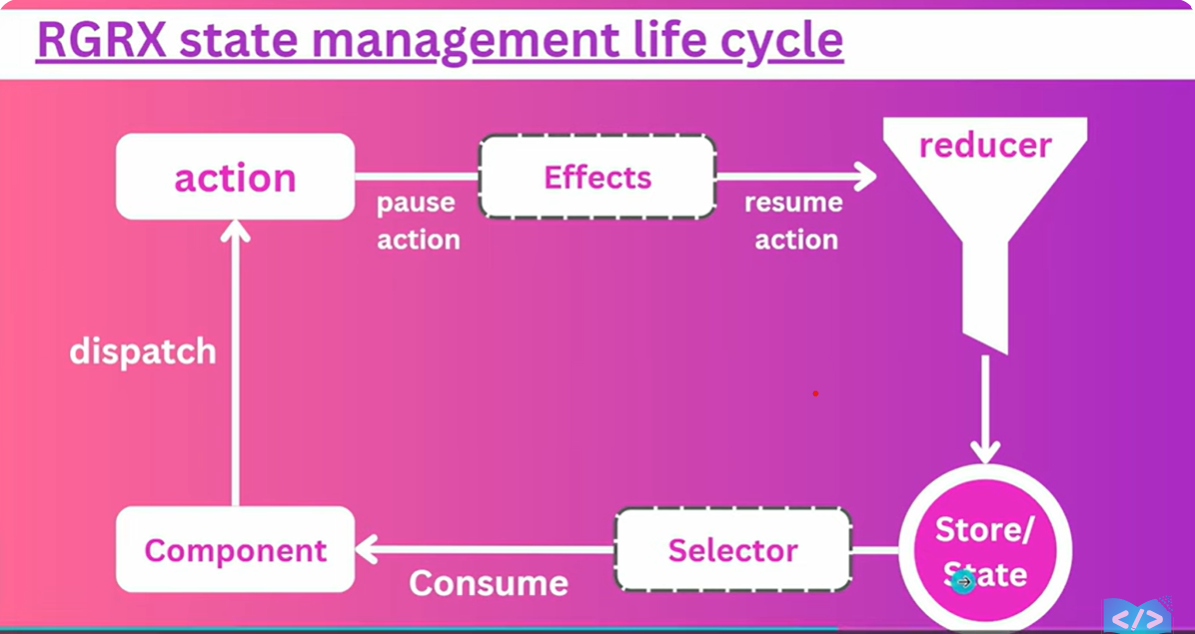 RGRX state management life cycle
action
pause
action
Effects
resume
action
reducer
dispatch
Component
Consume
Selector
Store/
State
</>